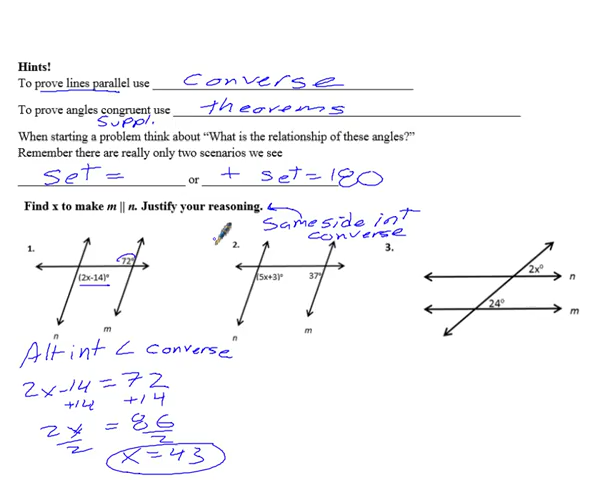 Hints!
To prove lines parallel use converse
To prove angles congruent use theorems
suppl.
When starting a problem think about “What is the relationship of these angles?”
Remember there are really only two scenarios we see
set = or + set = 180
Find x to make m || n. Justify your reasoning.
Same side int
converse
1.
72°
(2x-14)°
n
m
2.
(5x+3)°
37°
n
m
3.
2x°
n
24°
m
Alt int < converse
2x-14 = 72
+14 +14
2x = 86
2 2
x = 43